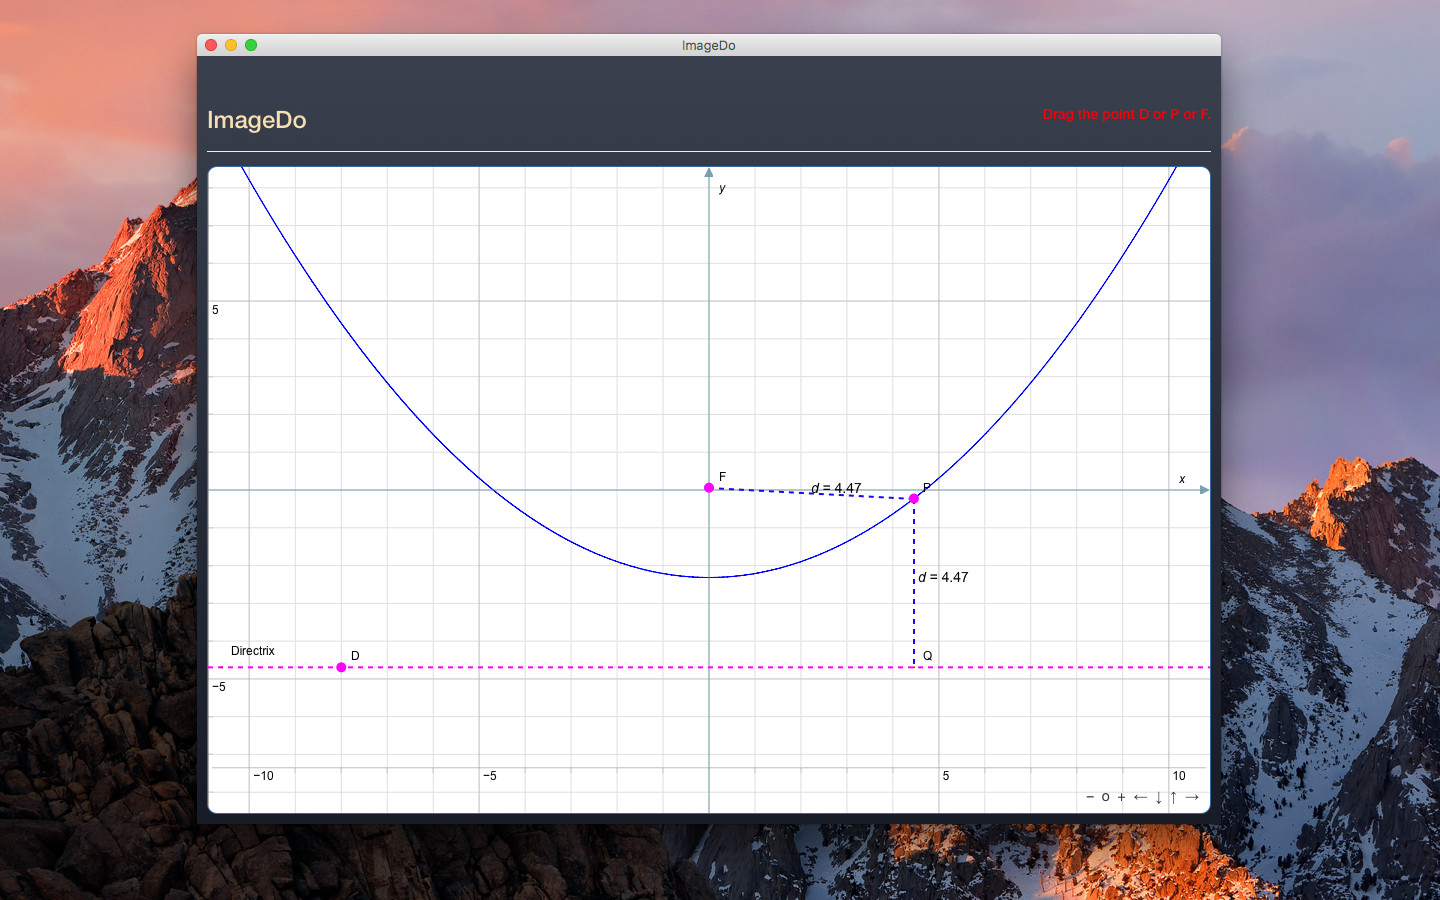 ImageDo
ImageDo
Drag the point D or P or F.
y
5
x
F
d = 4.47
P
d = 4.47
Directrix
D
Q
−5
−10
−5
5
10
− o + ← ↓ ↑ →